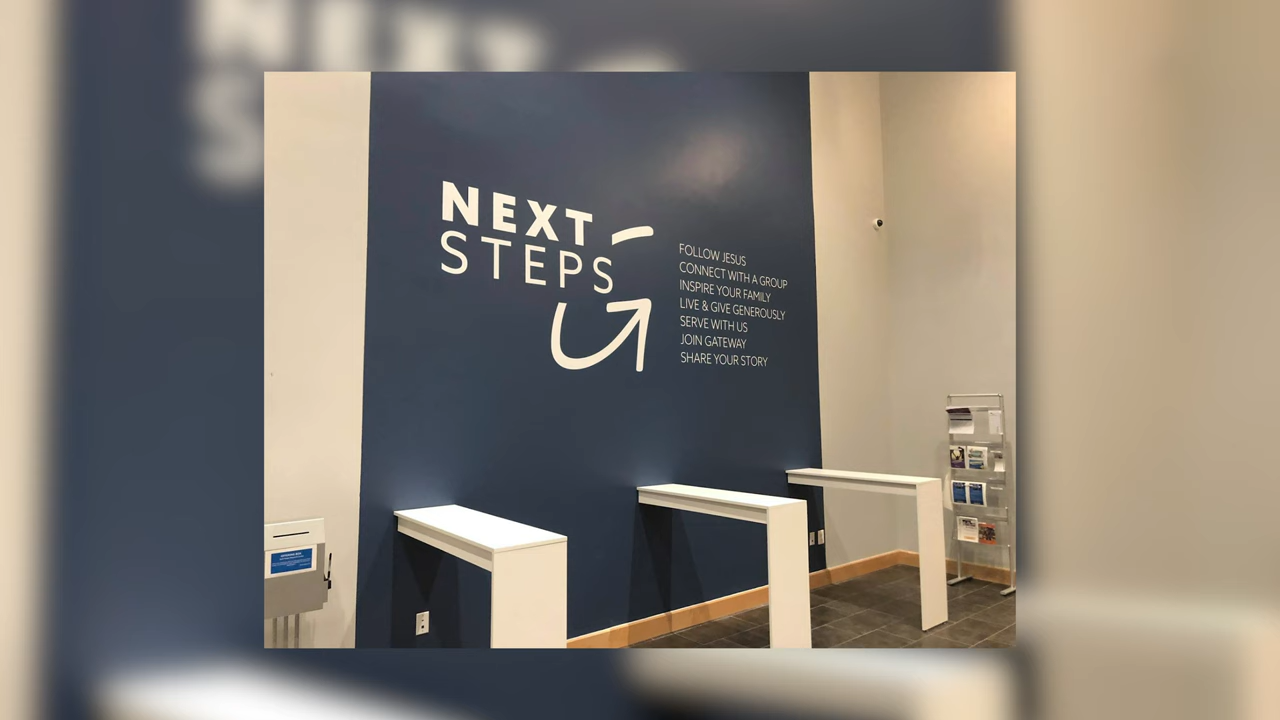 NEXT
STEPS
FOLLOW JESUS
CONNECT WITH A GROUP
INSPIRE YOUR FAMILY
LIVE & GIVE GENEROUSLY
SERVE WITH US
JOIN GATEWAY
SHARE YOUR STORY